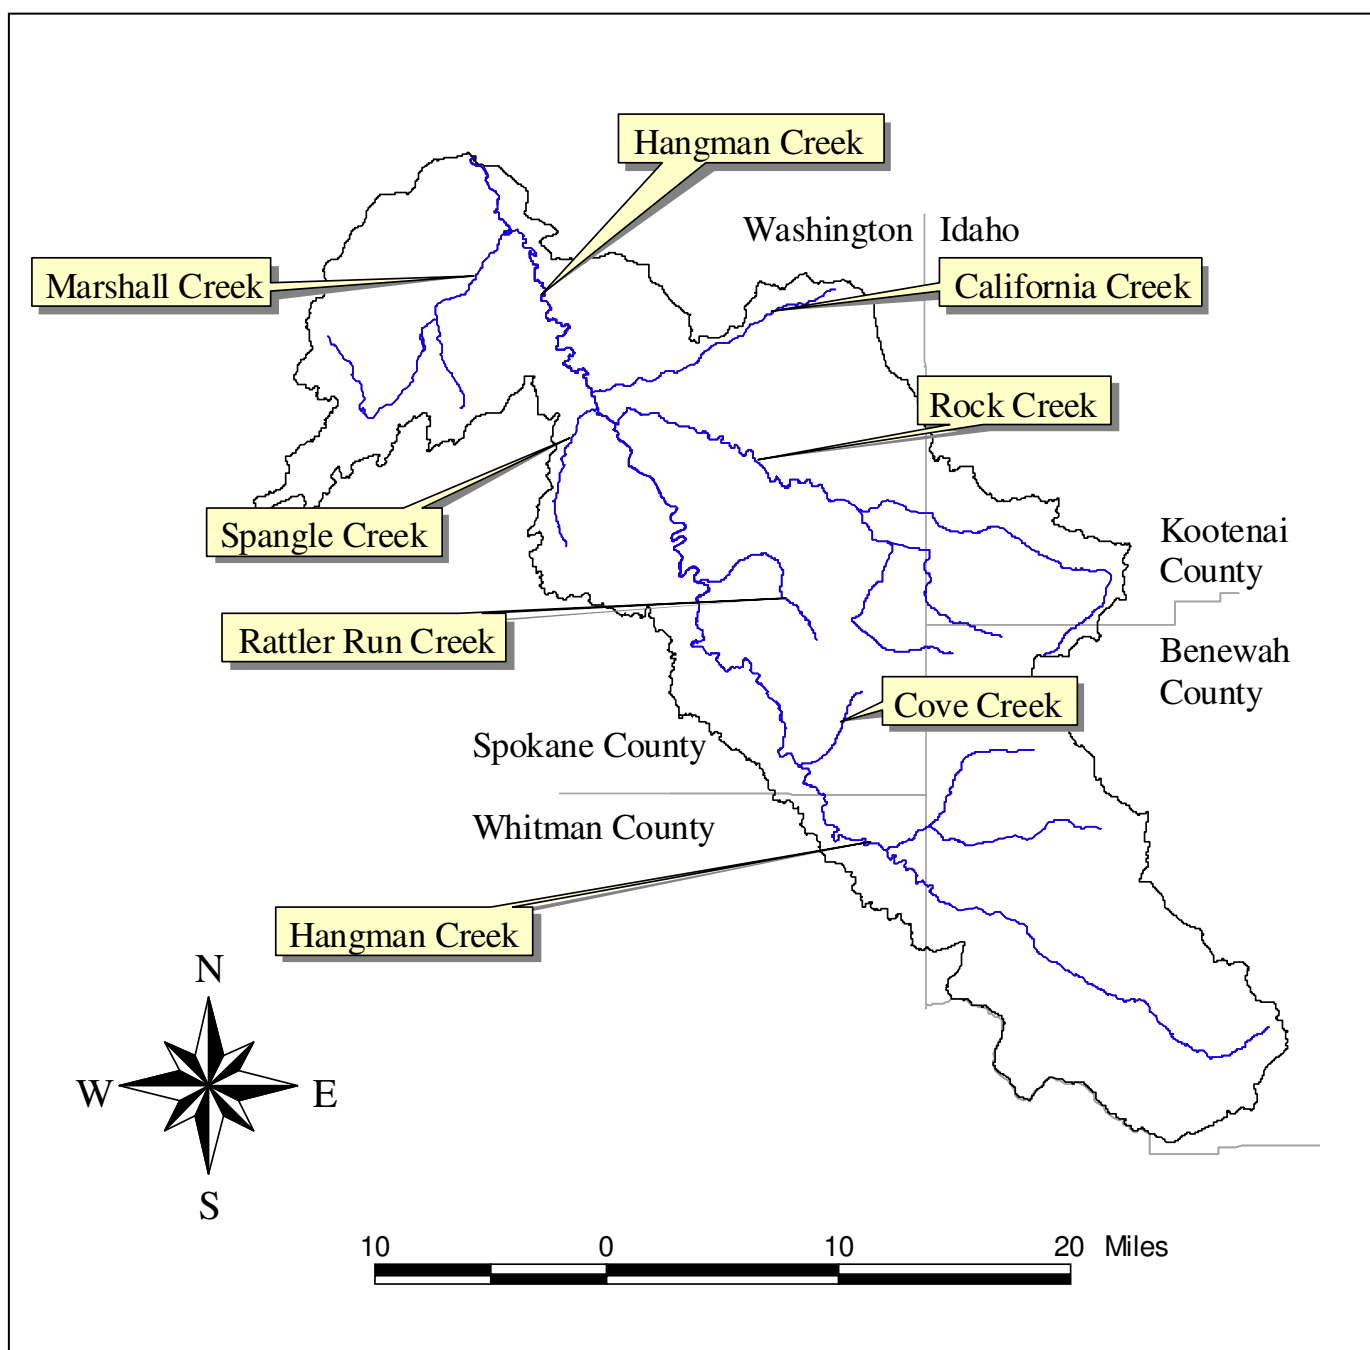 Hangman Creek
Washington
Idaho
Marshall Creek
California Creek
Rock Creek
Spangle Creek
Kootenai
County
Rattler Run Creek
Benewah
County
Cove Creek
Spokane County
Whitman County
Hangman Creek
N
W
E
S
10 0 10 20 Miles